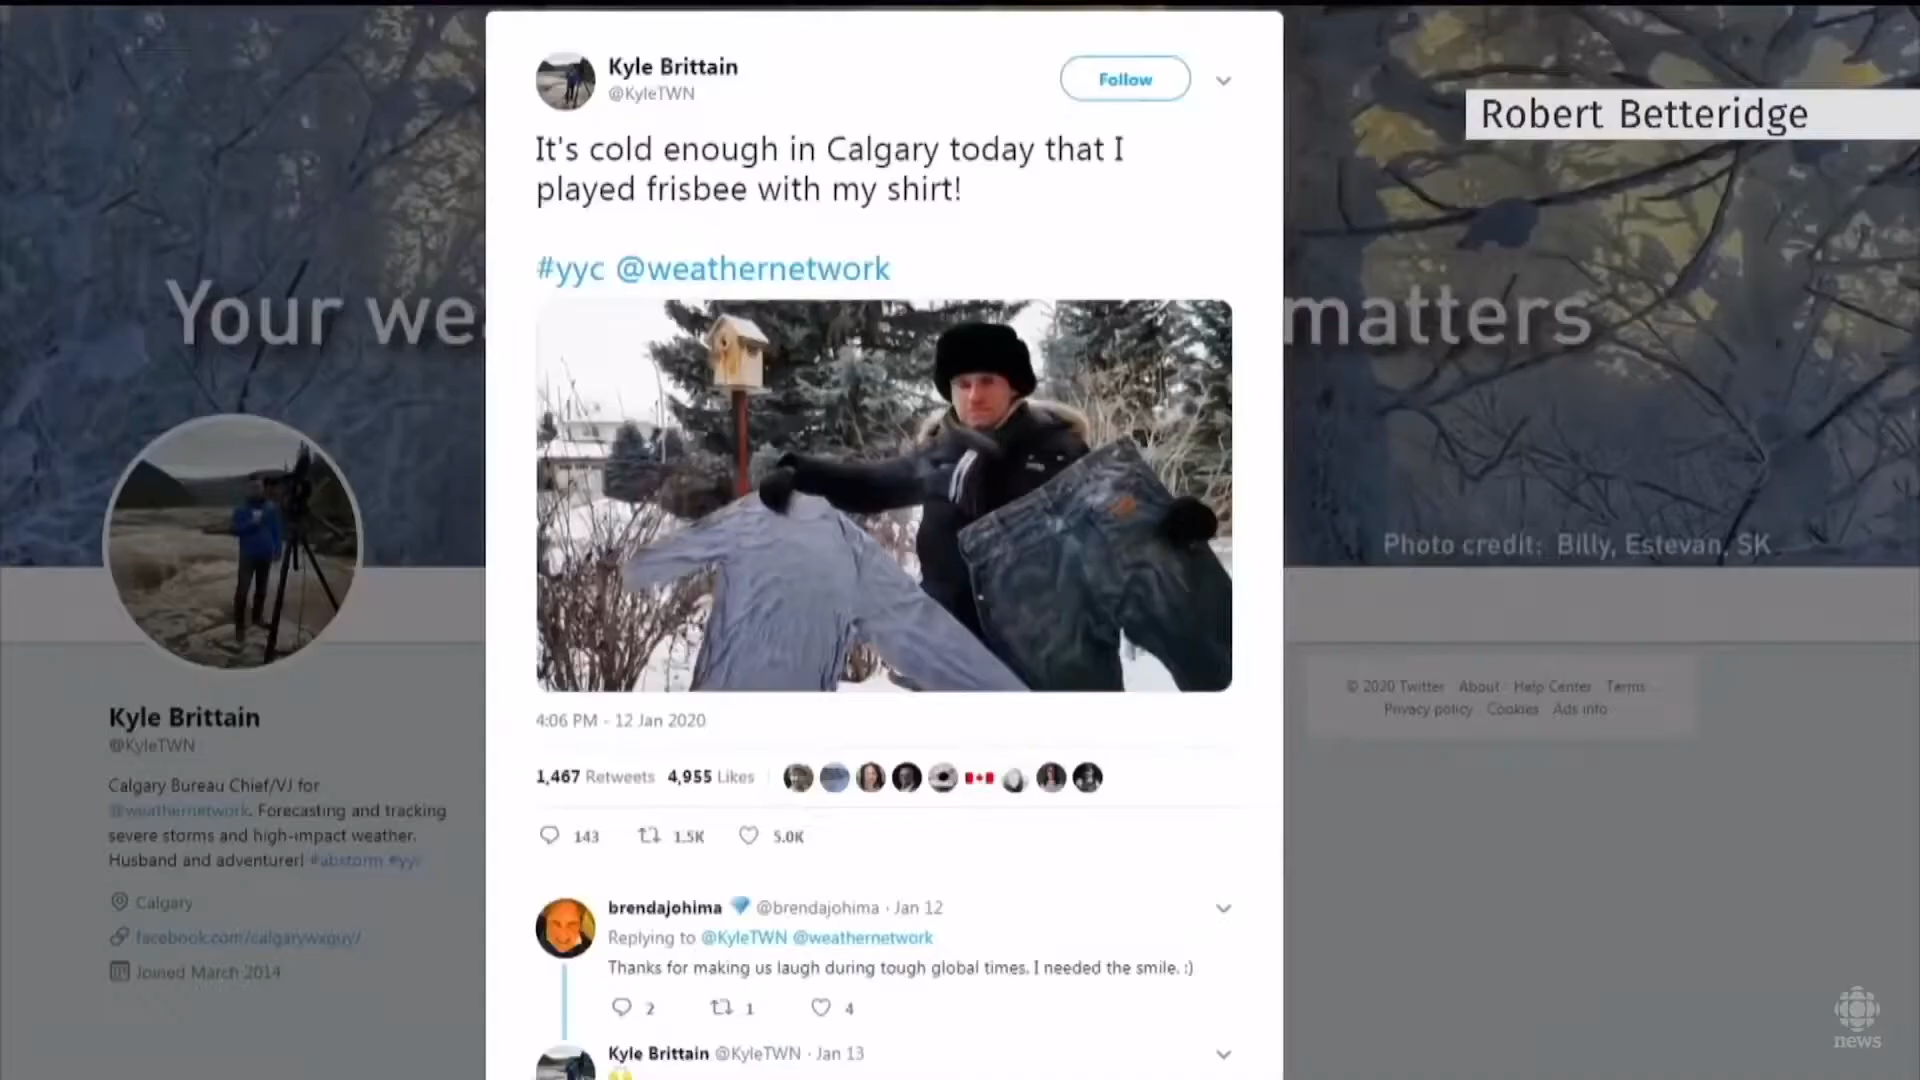 Kyle Brittain
@KyleTWN
Follow
It's cold enough in Calgary today that I
played frisbee with my shirt!
#yyc @weathernetwork
4:06 PM - 12 Jan 2020
1,467 Retweets 4,955 Likes
143 1.5K 5.0K
brendajohima @brendajohima · Jan 12
Replying to @KyleTWN @weathernetwork
Thanks for making us laugh during tough global times. I needed the smile. :)
2 1 4
Kyle Brittain @KyleTWN · Jan 13
Robert Betteridge
Your we
matters
Photo credit: Billy, Estevan, SK
Kyle Brittain
@KyleTWN
Calgary Bureau Chief/VJ for
@weathernetwork. Forecasting and tracking
severe storms and high-impact weather.
Husband and adventurer! #abstorm #yyc
Calgary
facebook.com/calgarywxguy/
Joined March 2014
© 2020 Twitter About Help Center Terms
Privacy policy Cookies Ads info
news